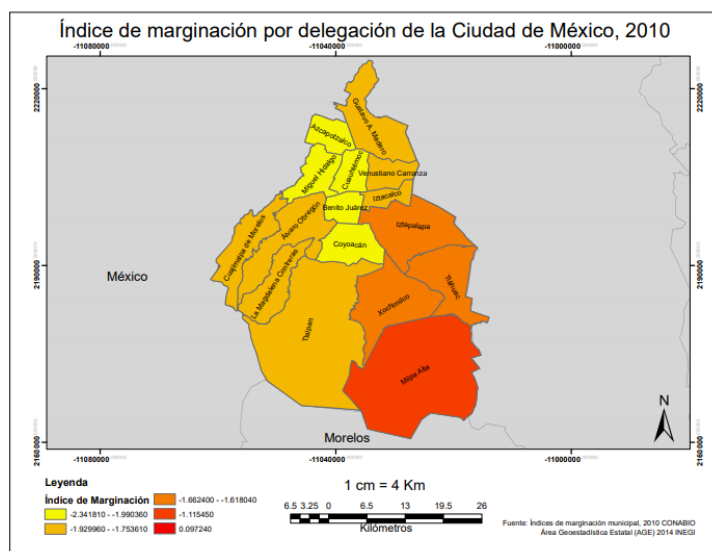 Índice de marginación por delegación de la Ciudad de México, 2010
-11080000
-11040000
-11000000
2220000
2220000
Gustavo A. Madero
Azcapotzalco
Miguel Hidalgo
Cuauhtémoc
Venustiano Carranza
Iztacalco
Benito Juárez
Álvaro Obregón
Iztapalapa
Cuajimalpa de Morelos
Coyoacán
La Magdalena Contreras
2190000
2190000
México
Tláhuac
Xochimilco
Tlalpan
Milpa Alta
N
Morelos
2160000
2160000
-11080000
-11040000
-11000000
Leyenda
Índice de Marginación
-2.341810 - -1.990360
-1.929960 - -1.753610
-1.662400 - -1.618040
-1.115450
0.097240
1 cm = 4 Km
6.5 3.25 0 6.5 13 19.5 26
Kilómetros
Fuente: Índices de marginación municipal, 2010 CONABIO
Área Geoestadística Estatal (AGE) 2014 INEGI